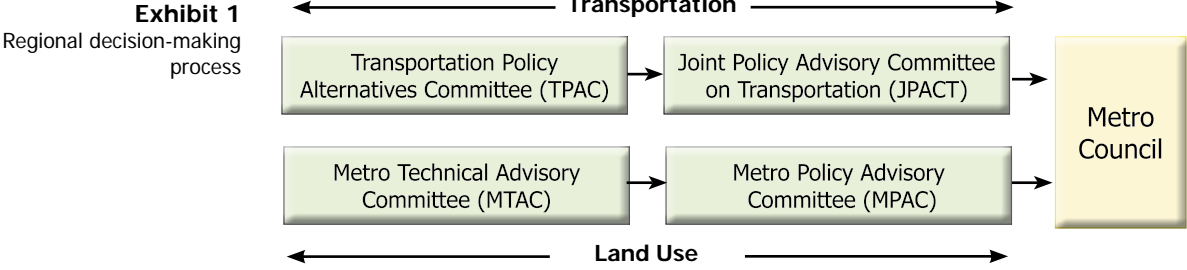 Exhibit 1
Regional decision-making
process
Transportation
Transportation Policy
Alternatives Committee (TPAC)
Joint Policy Advisory Committee
on Transportation (JPACT)
Metro
Council
Metro Technical Advisory
Committee (MTAC)
Metro Policy Advisory
Committee (MPAC)
Land Use